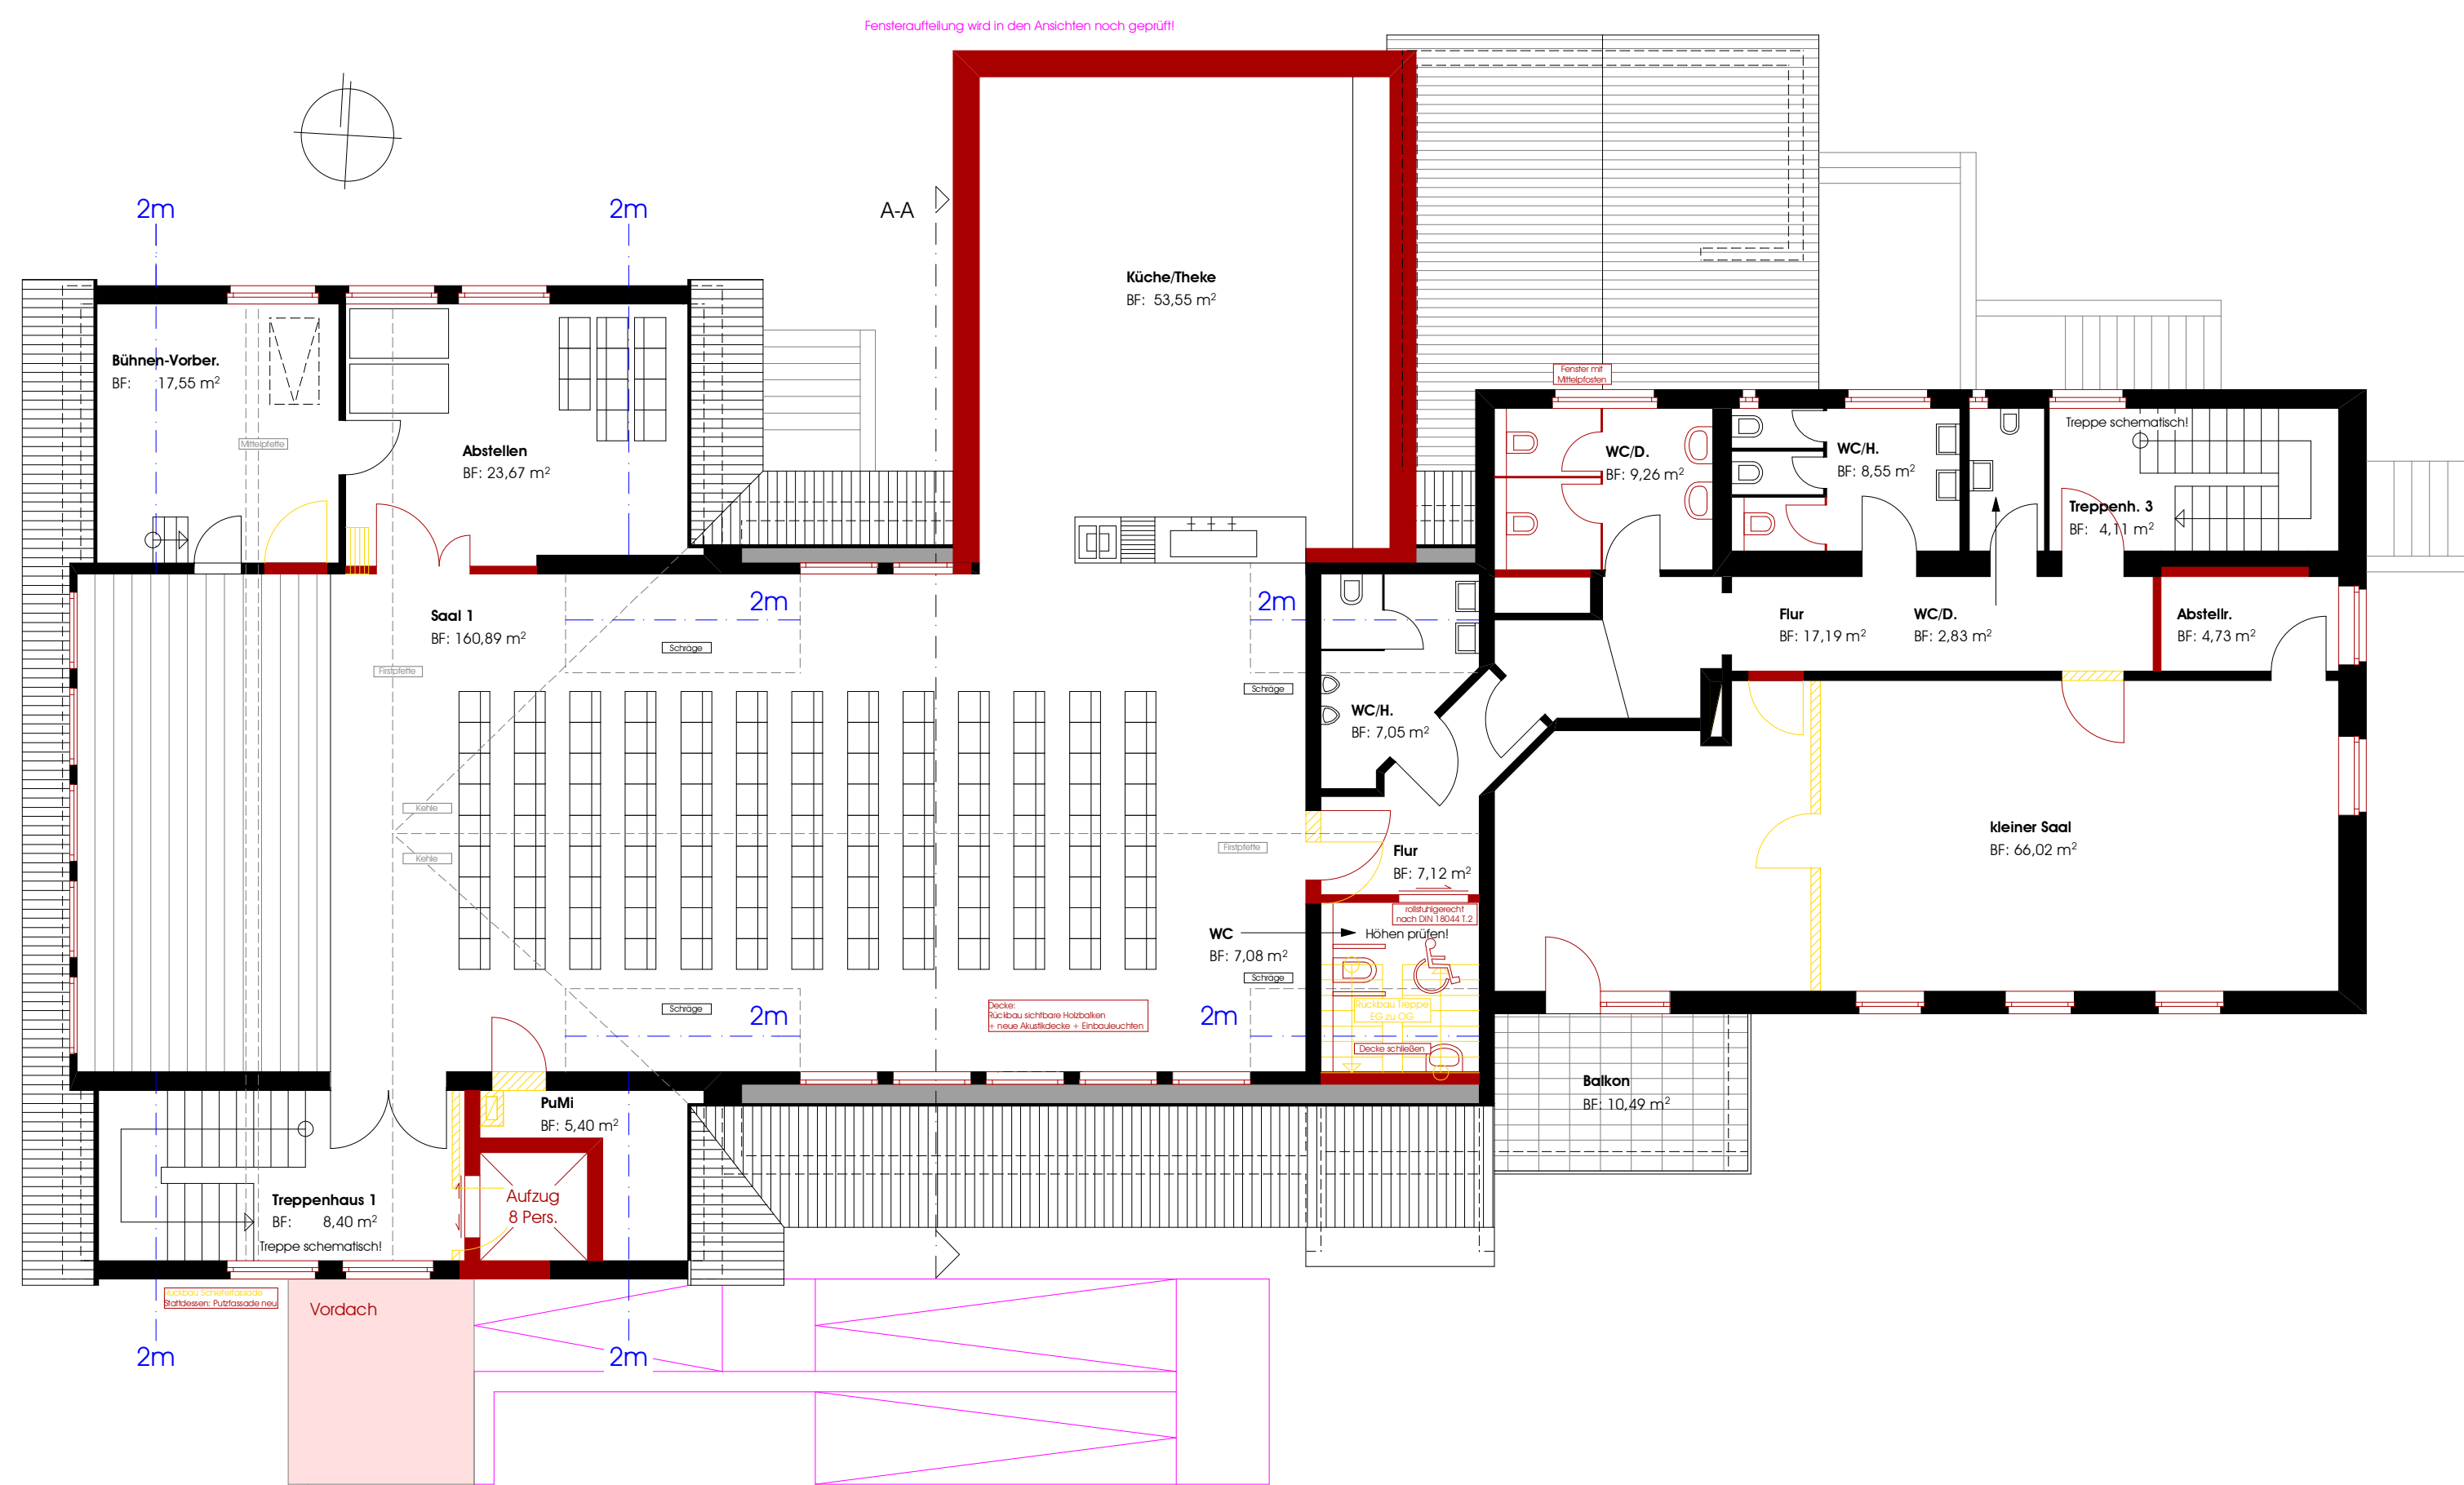 Fensteraufteilung wird in den Ansichten noch geprüft!
2m
2m
A-A
Küche/Theke
BF: 53,55 m²
Bühnen-Vorber.
BF: 17,55 m²
Mittelpfette
Abstellen
BF: 23,67 m²
Fenster mit
Mittelpfosten
WC/D.
BF: 9,26 m²
WC/H.
BF: 8,55 m²
Treppe schematisch!
Treppenh. 3
BF: 4,11 m²
Saal 1
BF: 160,89 m²
2m
2m
Schräge
Firstpfette
Schräge
Flur
BF: 17,19 m²
WC/D.
BF: 2,83 m²
Abstellr.
BF: 4,73 m²
WC/H.
BF: 7,05 m²
Kehle
Kehle
Firstpfette
Flur
BF: 7,12 m²
kleiner Saal
BF: 66,02 m²
rollstuhlgerecht
nach DIN 18044 T.2
WC
BF: 7,08 m²
Höhen prüfen!
Schräge
Schräge
2m
2m
Decke:
Rückbau sichtbare Holzbalken
+ neue Akustikdecke + Einbauleuchten
Rückbau Treppe
EG zu OG
Decke schließen
Balkon
BF: 10,49 m²
PuMi
BF: 5,40 m²
Aufzug
8 Pers.
Treppenhaus 1
BF: 8,40 m²
Treppe schematisch!
Rückbau Schieferfassade
Stattdessen: Putzfassade neu
Vordach
2m
2m